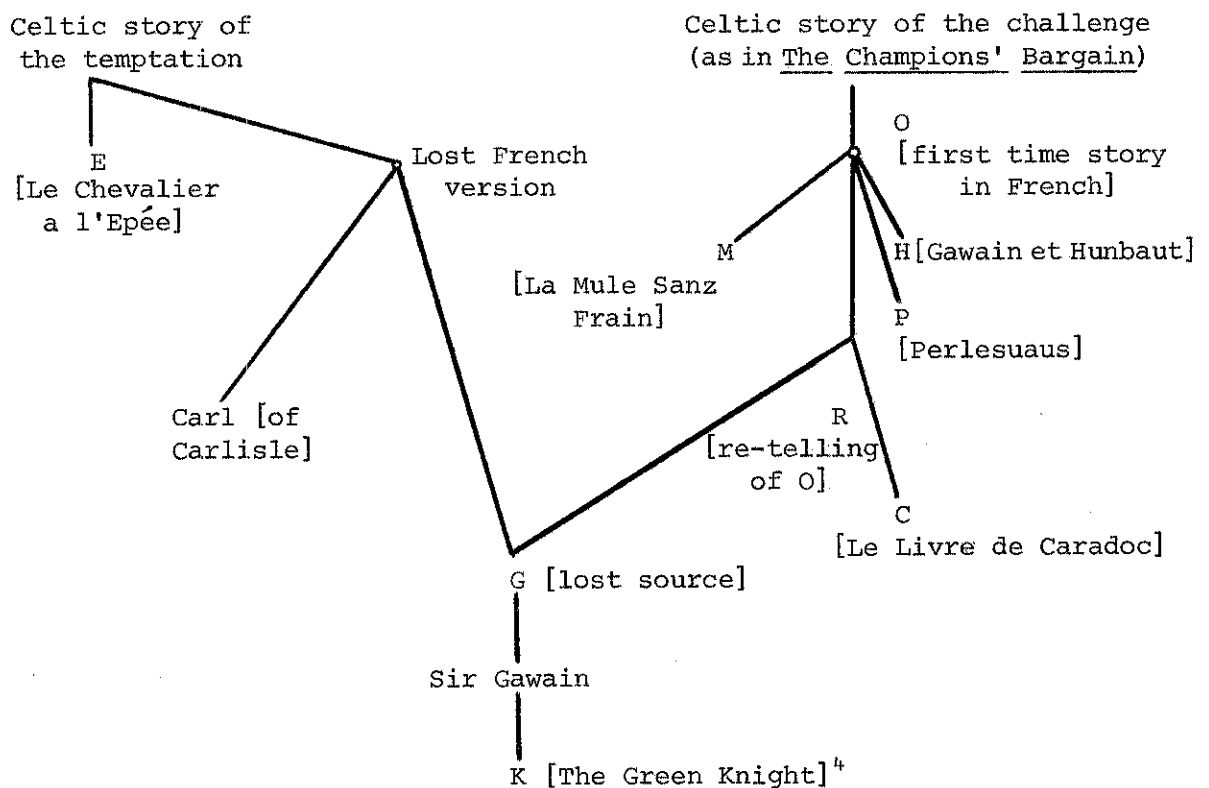 Celtic story of
the temptation
Celtic story of the challenge
(as in The Champions' Bargain)
E
[Le Chevalier
a l'Epée]
Lost French
version
O
[first time story
in French]
M
[La Mule Sanz
Frain]
H[Gawain et Hunbaut]
P
[Perlesuaus]
Carl [of
Carlisle]
R
[re-telling
of O]
C
[Le Livre de Caradoc]
G [lost source]
Sir Gawain
K [The Green Knight]⁴